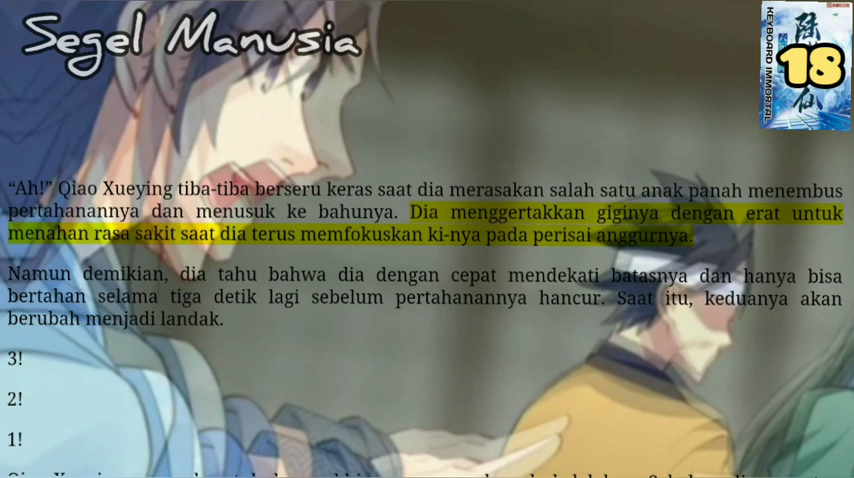 Segel Manusia
KEYBOARD IMMORTAL
18
“Ah!” Qiao Xueying tiba-tiba berseru keras saat dia merasakan salah satu anak panah menembus
pertahanannya dan menusuk ke bahunya. Dia menggertakkan giginya dengan erat untuk
menahan rasa sakit saat dia terus memfokuskan ki-nya pada perisai anggurnya.
Namun demikian, dia tahu bahwa dia dengan cepat mendekati batasnya dan hanya bisa
bertahan selama tiga detik lagi sebelum pertahanannya hancur. Saat itu, keduanya akan
berubah menjadi landak.
3!
2!
1!